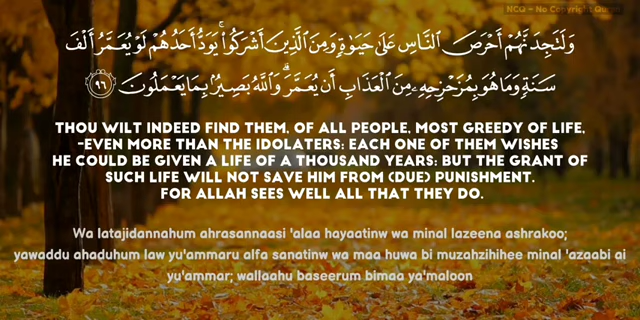 NCQ - No Copyright Quran
وَلَتَجِدَنَّهُمْ أَحْرَصَ ٱلنَّاسِ عَلَىٰ حَيَوٰةٍ وَمِنَ ٱلَّذِينَ أَشْرَكُوا۟ ۚ يَوَدُّ أَحَدُهُمْ لَوْ يُعَمَّرُ أَلْفَ
سَنَةٍ وَمَا هُوَ بِمُزَحْزِحِهِۦ مِنَ ٱلْعَذَابِ أَن يُعَمَّرَ ۗ وَٱللَّهُ بَصِيرٌۢ بِمَا يَعْمَلُونَ ٩٦
THOU WILT INDEED FIND THEM, OF ALL PEOPLE, MOST GREEDY OF LIFE,
-EVEN MORE THAN THE IDOLATERS: EACH ONE OF THEM WISHES
HE COULD BE GIVEN A LIFE OF A THOUSAND YEARS: BUT THE GRANT OF
SUCH LIFE WILL NOT SAVE HIM FROM (DUE) PUNISHMENT.
FOR ALLAH SEES WELL ALL THAT THEY DO.
Wa latajidannahum ahrasannaasi 'alaa hayaatinw wa minal lazeena ashrakoo;
yawaddu ahaduhum law yu'ammaru alfa sanatinw wa maa huwa bi muzahzihihee minal 'azaabi ai
yu'ammar; wallaahu baseerum bimaa ya'maloon